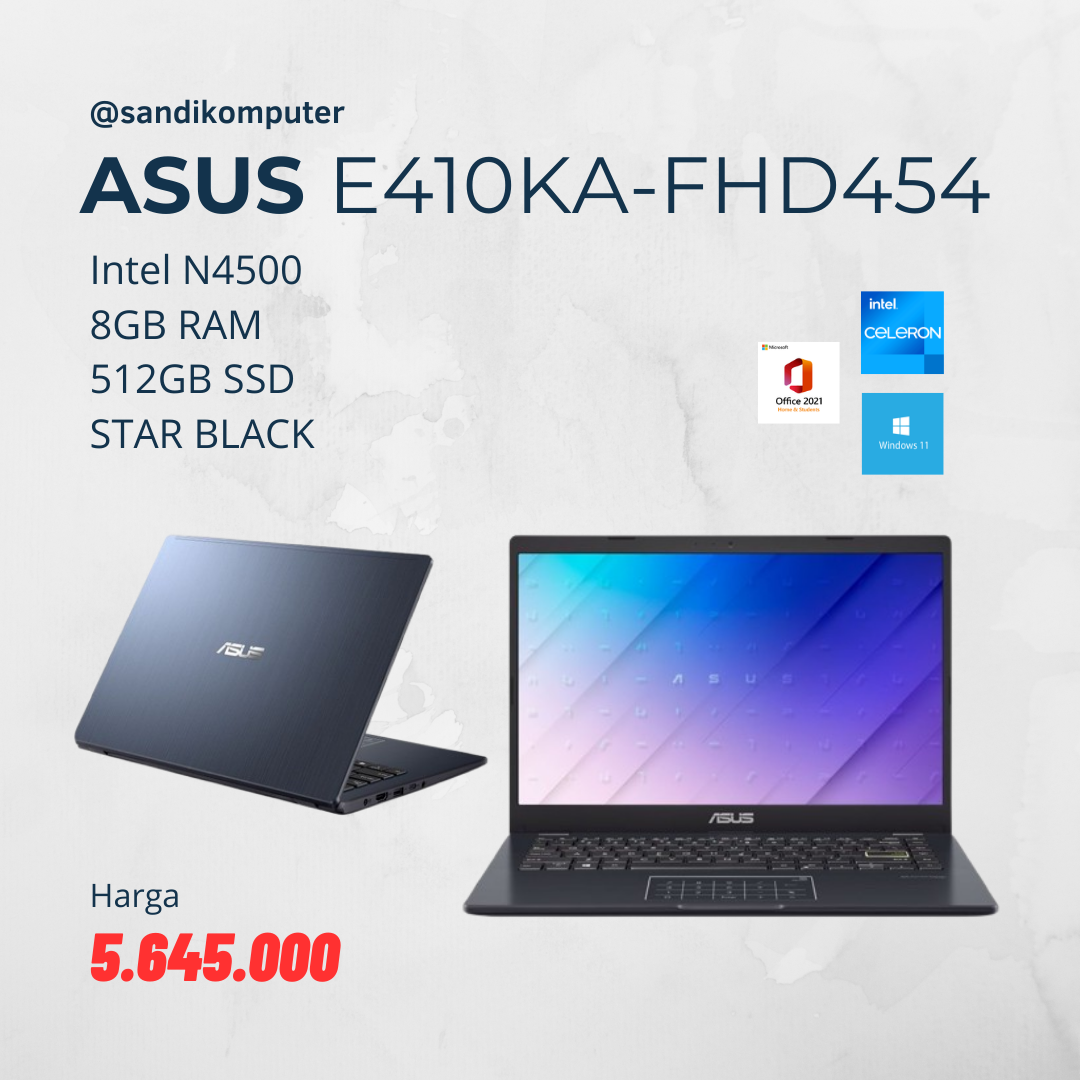 @sandikomputer
ASUS E410KA-FHD454
Intel N4500
8GB RAM
512GB SSD
STAR BLACK
intel
CELERON
Microsoft
Office 2021
Home & Students
Windows 11
ASUS
ASUS
ASUS
Harga
5.645.000